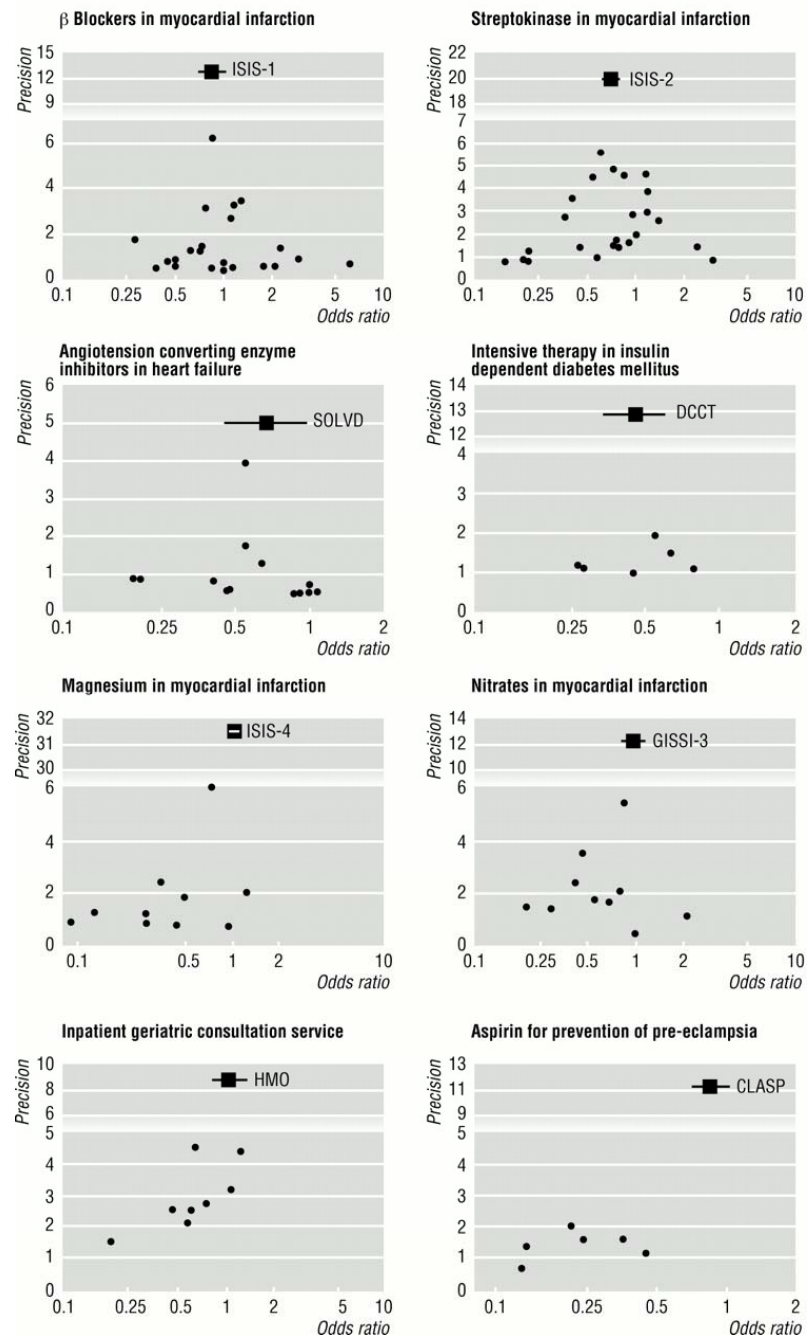 β Blockers in myocardial infarction
Precision
15
12
9
6
4
2
0
ISIS-1
0.1 0.25 0.5 1 2 5 10
Odds ratio
Streptokinase in myocardial infarction
Precision
22
20
18
7
6
5
4
3
2
1
0
ISIS-2
0.1 0.25 0.5 1 2 5 10
Odds ratio
Angiotension converting enzyme
inhibitors in heart failure
Precision
6
5
4
3
2
1
0
SOLVD
0.1 0.25 0.5 1 2
Odds ratio
Intensive therapy in insulin
dependent diabetes mellitus
Precision
14
13
12
4
3
2
1
0
DCCT
0.1 0.25 0.5 1 2
Odds ratio
Magnesium in myocardial infarction
Precision
32
31
30
6
4
2
0
ISIS-4
0.1 0.5 1 2 10
Odds ratio
Nitrates in myocardial infarction
Precision
14
12
10
6
4
2
0
GISSI-3
0.1 0.25 0.5 1 2 10
Odds ratio
Inpatient geriatric consultation service
Precision
10
8
6
5
4
3
2
1
0
HMO
0.1 0.25 0.5 1 2 5 10
Odds ratio
Aspirin for prevention of pre-eclampsia
Precision
13
11
9
5
4
3
2
1
0
CLASP
0.1 0.25 0.5 1 2
Odds ratio